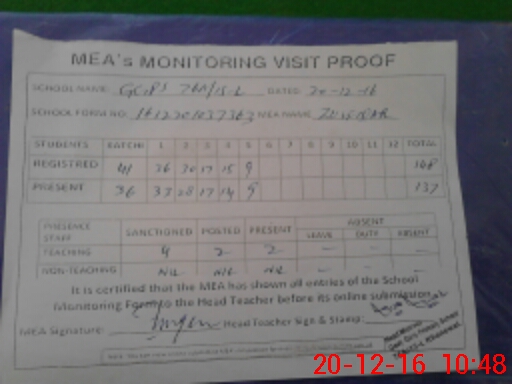 MEA's MONITORING VISIT PROOF
SCHOOL NAME: GGPS 76A/15-L DATED 20-12-16
SCHOOL FORM NO. MEA NAME
STUDENTS KATCHI 1 2 3 4 5 6 7 8 9 10 11 12 TOTAL
REGISTRED 41 26 30 17 15 9 148
PRESENT 36 33 28 17 14 9 137
PRESENCE STAFF SANCTIONED POSTED PRESENT ABSENT
LEAVE DUTY ABSENT
TEACHING 4 2 2 - - -
NON-TEACHING NIL NIL NIL - - -
It is certified that the MEA has shown all entries of the School
Monitoring Form to the Head Teacher before its online submission
MEA Signature: Head Teacher Sign & Stamp:
20-12-16 10:48